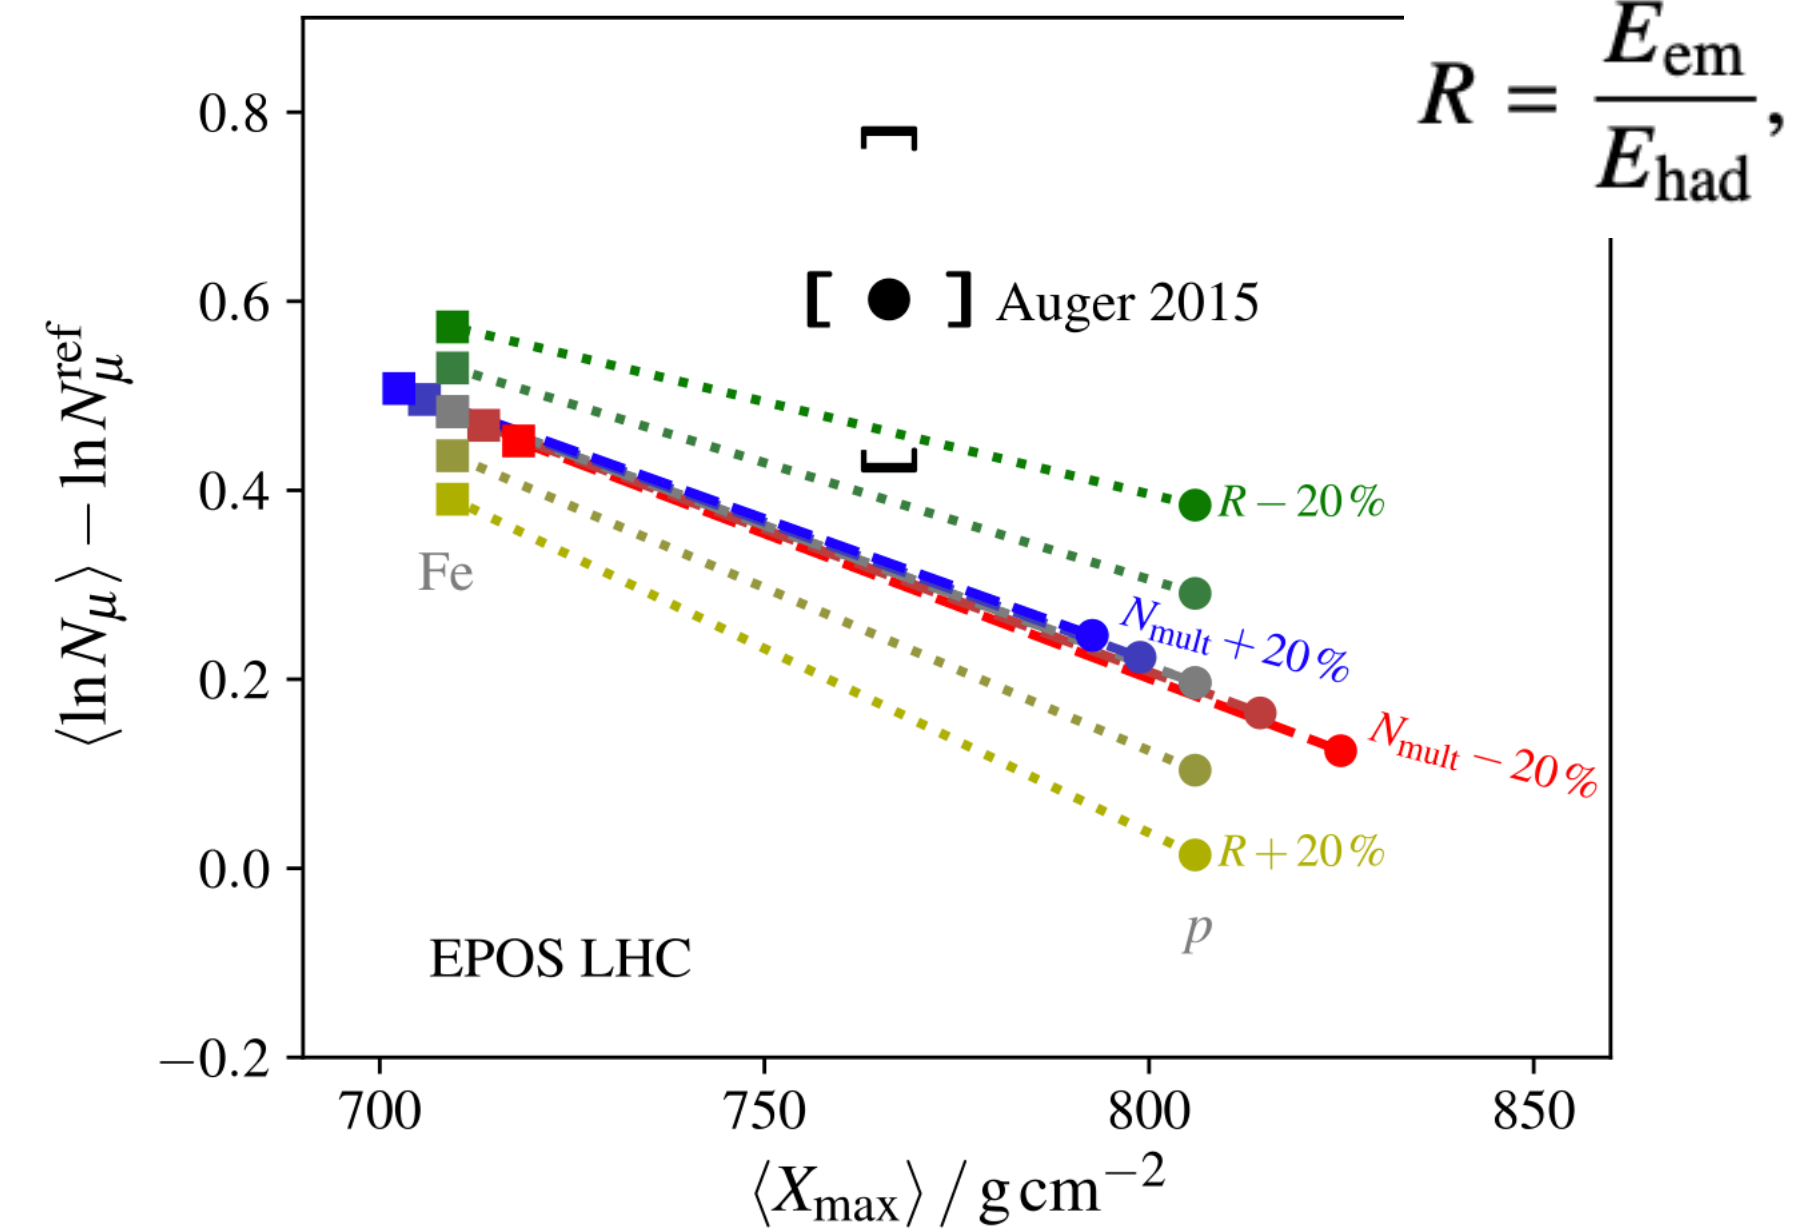 R = E_em / E_had,
⟨ln N_μ⟩ − ln N_μ^ref
0.8
0.6
0.4
0.2
0.0
−0.2
[ ● ] Auger 2015
R − 20 %
N_mult + 20 %
N_mult − 20 %
R + 20 %
Fe
p
EPOS LHC
700 750 800 850
⟨X_max⟩ / g cm⁻²